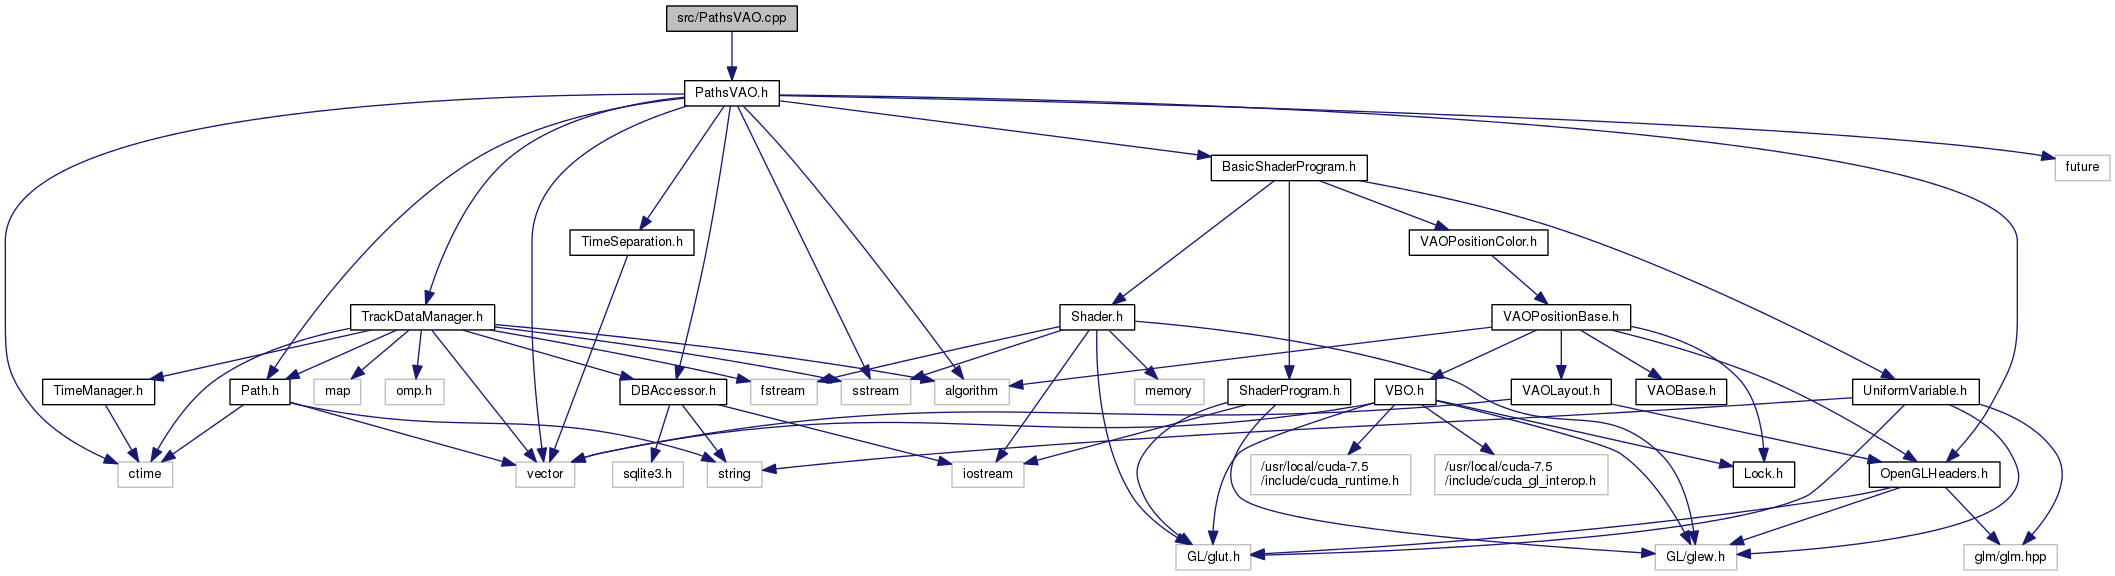 src/PathsVAO.cpp
PathsVAO.h
BasicShaderProgram.h
future
TimeSeparation.h
VAOPositionColor.h
TrackDataManager.h
Shader.h
VAOPositionBase.h
TimeManager.h
Path.h
map
omp.h
DBAccessor.h
fstream
sstream
algorithm
memory
ShaderProgram.h
VBO.h
VAOLayout.h
VAOBase.h
UniformVariable.h
ctime
vector
sqlite3.h
string
iostream
/usr/local/cuda-7.5
/include/cuda_runtime.h
/usr/local/cuda-7.5
/include/cuda_gl_interop.h
Lock.h
OpenGLHeaders.h
GL/glut.h
GL/glew.h
glm/glm.hpp